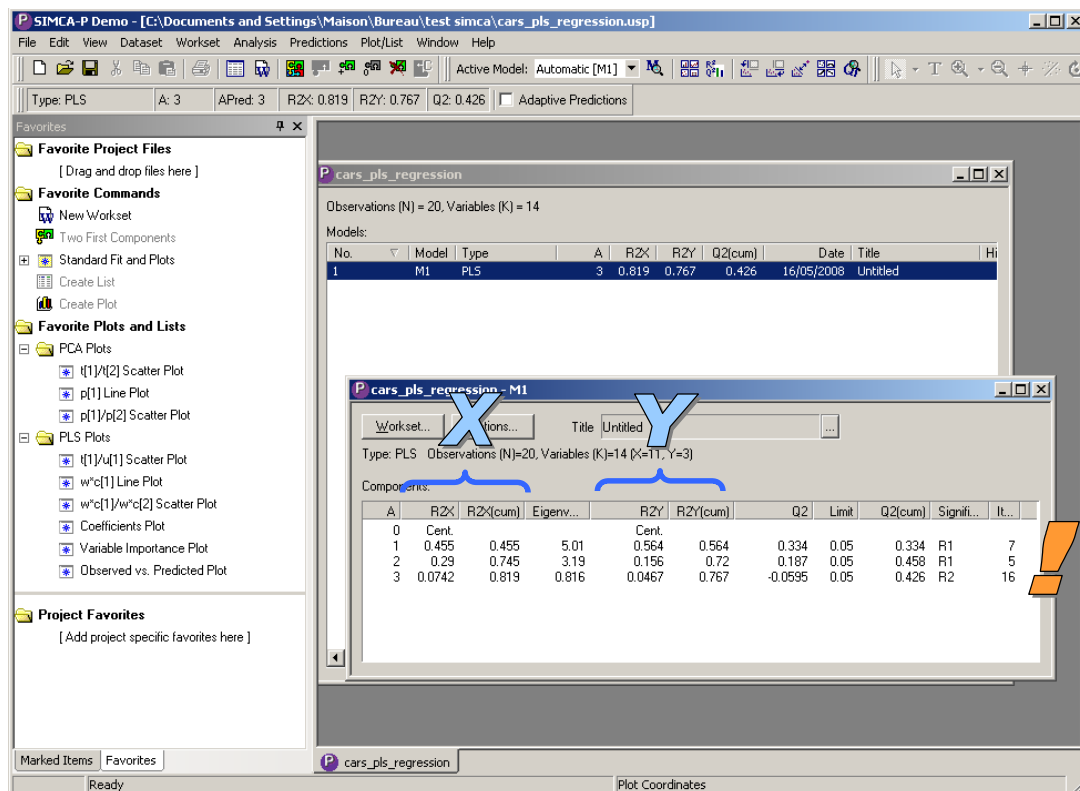 SIMCA-P Demo - [C:\Documents and Settings\Maison\Bureau\test simca\cars_pls_regression.usp]
File Edit View Dataset Workset Analysis Predictions Plot/List Window Help
Active Model: Automatic [M1]
Type: PLS A: 3 APred: 3 R2X: 0.819 R2Y: 0.767 Q2: 0.426 Adaptive Predictions
Favorites
Favorite Project Files
[ Drag and drop files here ]
Favorite Commands
New Workset
Two First Components
Standard Fit and Plots
Create List
Create Plot
Favorite Plots and Lists
PCA Plots
t[1]/t[2] Scatter Plot
p[1] Line Plot
p[1]/p[2] Scatter Plot
PLS Plots
t[1]/u[1] Scatter Plot
w*c[1] Line Plot
w*c[1]/w*c[2] Scatter Plot
Coefficients Plot
Variable Importance Plot
Observed vs. Predicted Plot
Project Favorites
[ Add project specific favorites here ]
Marked Items Favorites
cars_pls_regression
Observations (N) = 20, Variables (K) = 14
Models:
No. Model Type A R2X R2Y Q2(cum) Date Title Hi
1 M1 PLS 3 0.819 0.767 0.426 16/05/2008 Untitled
cars_pls_regression - M1
X Y
Workset... tions... Title Untitled ...
Type: PLS Observations (N)=20, Variables (K)=14 (X=11, Y=3)
Components:
A R2X R2X(cum) Eigenv... R2Y R2Y(cum) Q2 Limit Q2(cum) Signifi... It...
0 Cent. Cent.
1 0.455 0.455 5.01 0.564 0.564 0.334 0.05 0.334 R1 7
2 0.29 0.745 3.19 0.156 0.72 0.187 0.05 0.458 R1 5
3 0.0742 0.819 0.816 0.0467 0.767 -0.0595 0.05 0.426 R2 16
!
cars_pls_regression
Ready Plot Coordinates